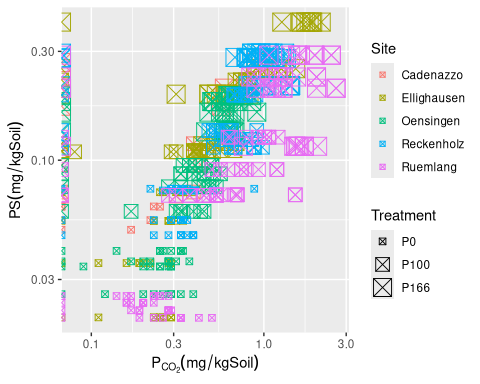 0.30
0.10
0.03
PS(mg/kgSoil)
0.1
0.3
1.0
3.0
P_CO2(mg/kgSoil)
Site
Cadenazzo
Ellighausen
Oensingen
Reckenholz
Ruemlang
Treatment
P0
P100
P166